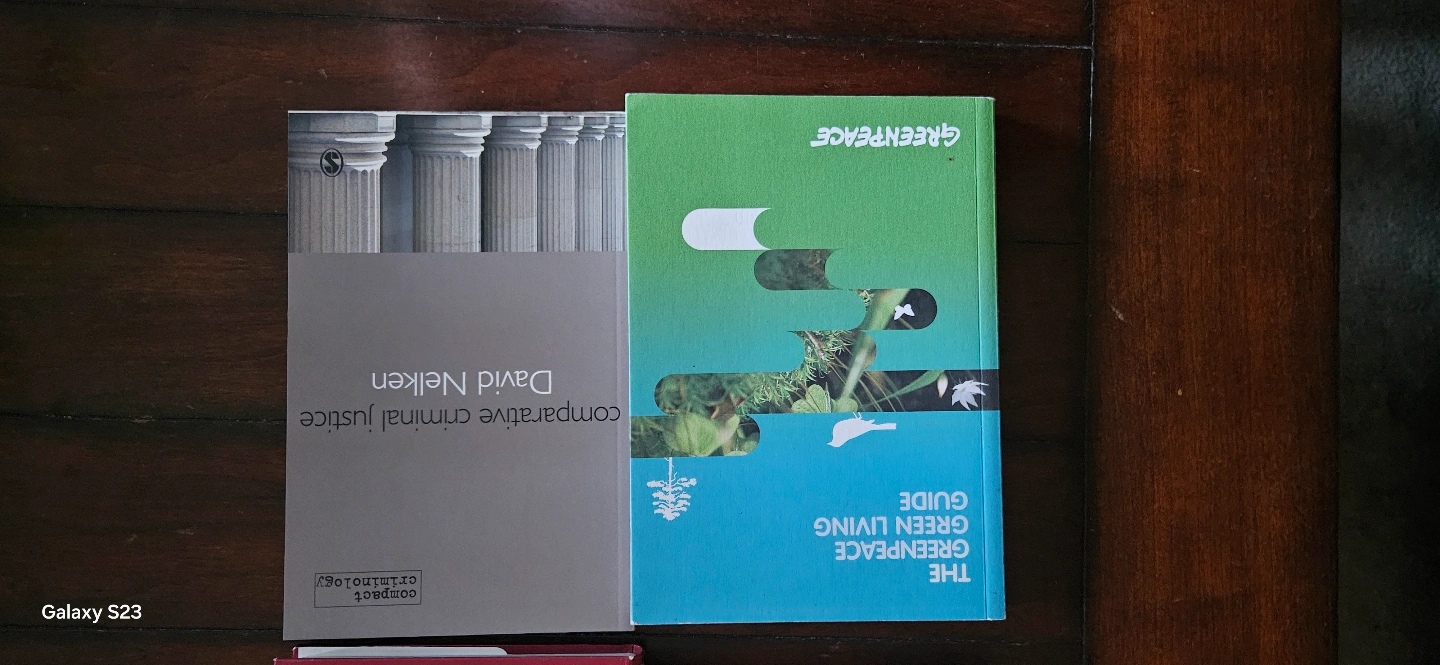 compact
criminology
comparative criminal justice
David Nelken
S
THE
GREENPEACE
GREEN LIVING
GUIDE
GREENPEACE
Galaxy S23